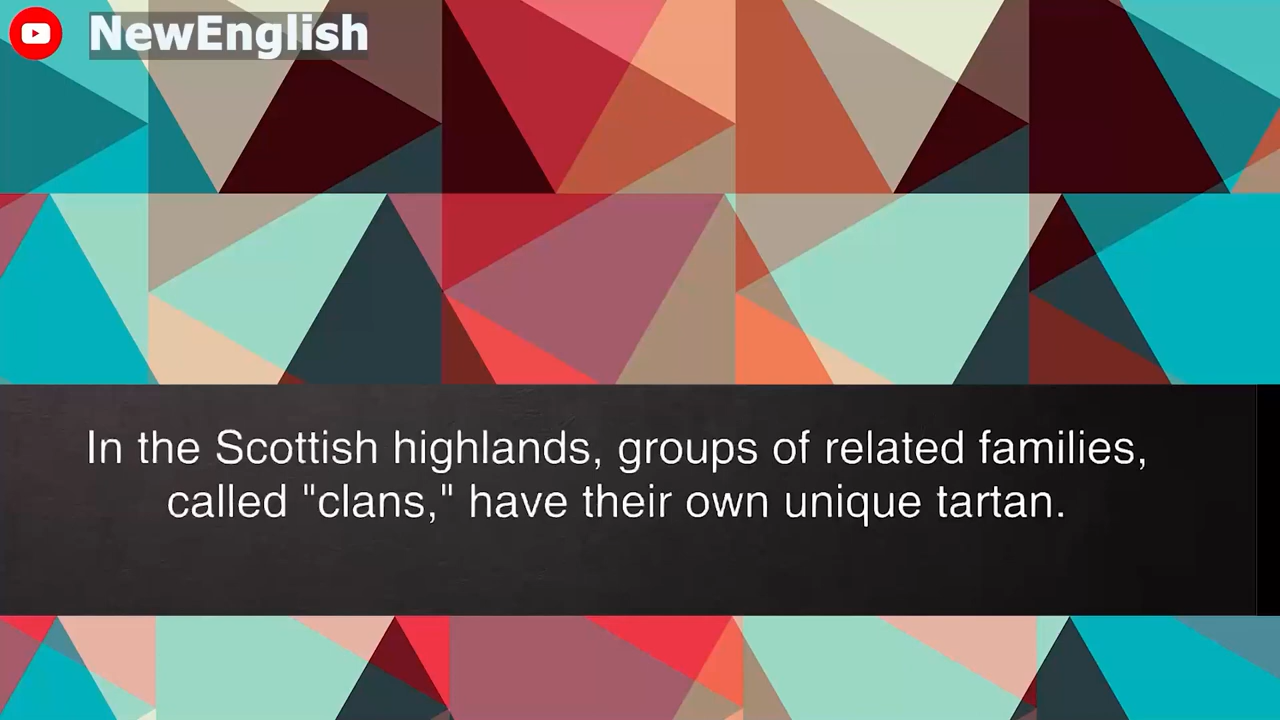 NewEnglish
In the Scottish highlands, groups of related families,
called "clans," have their own unique tartan.